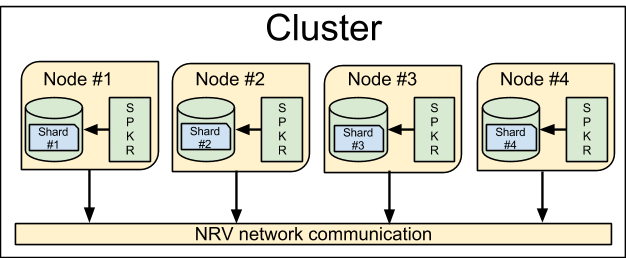 Cluster
Node #1
Shard
#1
S
P
K
R
Node #2
Shard
#2
S
P
K
R
Node #3
Shard
#3
S
P
K
R
Node #4
Shard
#4
S
P
K
R
NRV network communication